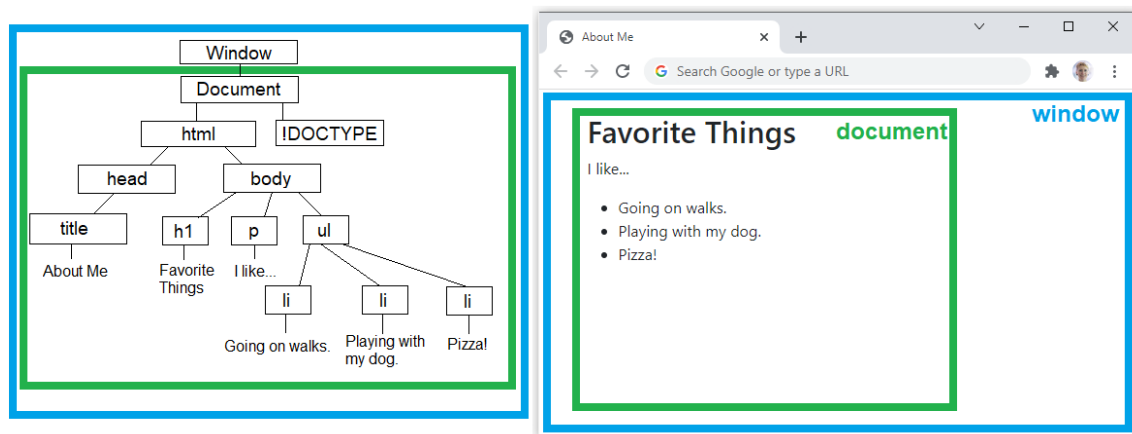 Window
Document
html
!DOCTYPE
head
body
title
h1
p
ul
About Me
Favorite
Things
I like...
li
li
li
Going on walks.
Playing with
my dog.
Pizza!
About Me
Search Google or type a URL
window
document
Favorite Things
I like...
Going on walks.
Playing with my dog.
Pizza!